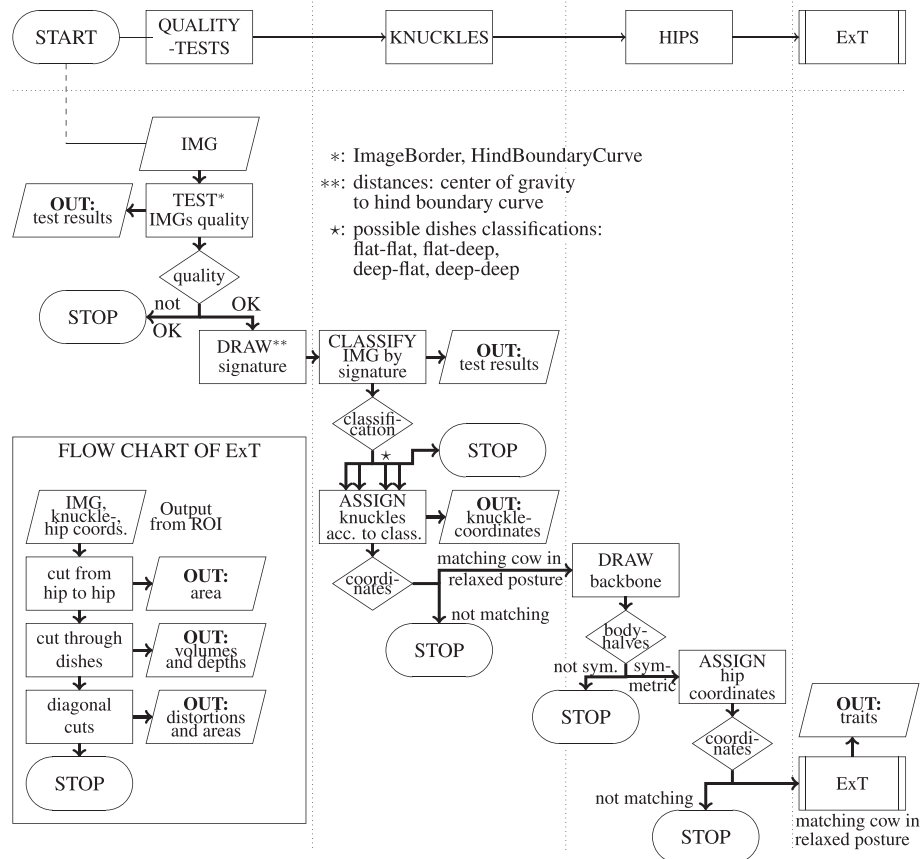 START
QUALITY
-TESTS
KNUCKLES
HIPS
ExT
IMG
*: ImageBorder, HindBoundaryCurve
**: distances: center of gravity
to hind boundary curve
⋆: possible dishes classifications:
flat-flat, flat-deep,
deep-flat, deep-deep
OUT:
test results
TEST*
IMGs quality
quality
not
OK
OK
STOP
DRAW**
signature
CLASSIFY
IMG by
signature
OUT:
test results
classifi-
cation
⋆
STOP
ASSIGN
knuckles
acc. to class.
OUT:
knuckle-
coordinates
coordi-
nates
matching cow in
relaxed posture
not matching
STOP
DRAW
backbone
body-
halves
not sym.
sym-
metric
STOP
ASSIGN
hip
coordinates
coordi-
nates
not matching
STOP
OUT:
traits
ExT
matching cow in
relaxed posture
FLOW CHART OF ExT
IMG,
knuckle-,
hip coords.
Output
from ROI
cut from
hip to hip
OUT:
area
cut through
dishes
OUT:
volumes
and depths
diagonal
cuts
OUT:
distortions
and areas
STOP